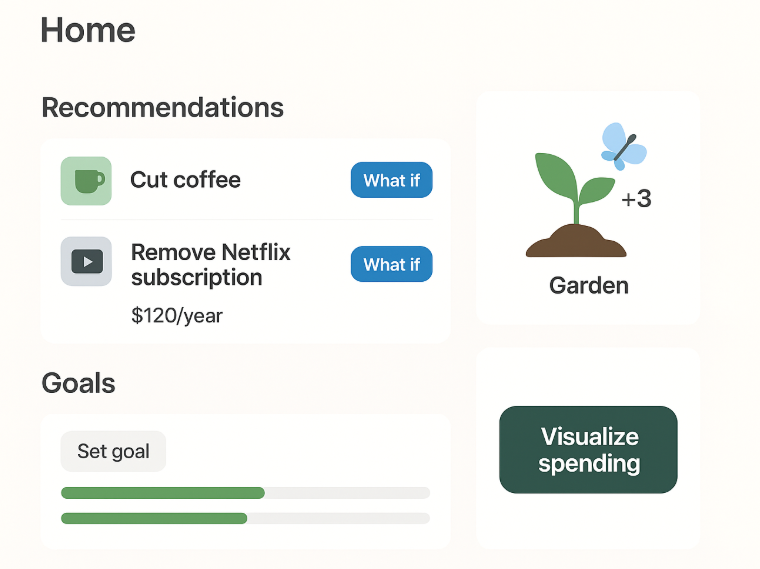 Home
Recommendations
Cut coffee
What if
Remove Netflix
subscription
What if
$120/year
Goals
Set goal
+3
Garden
Visualize
spending